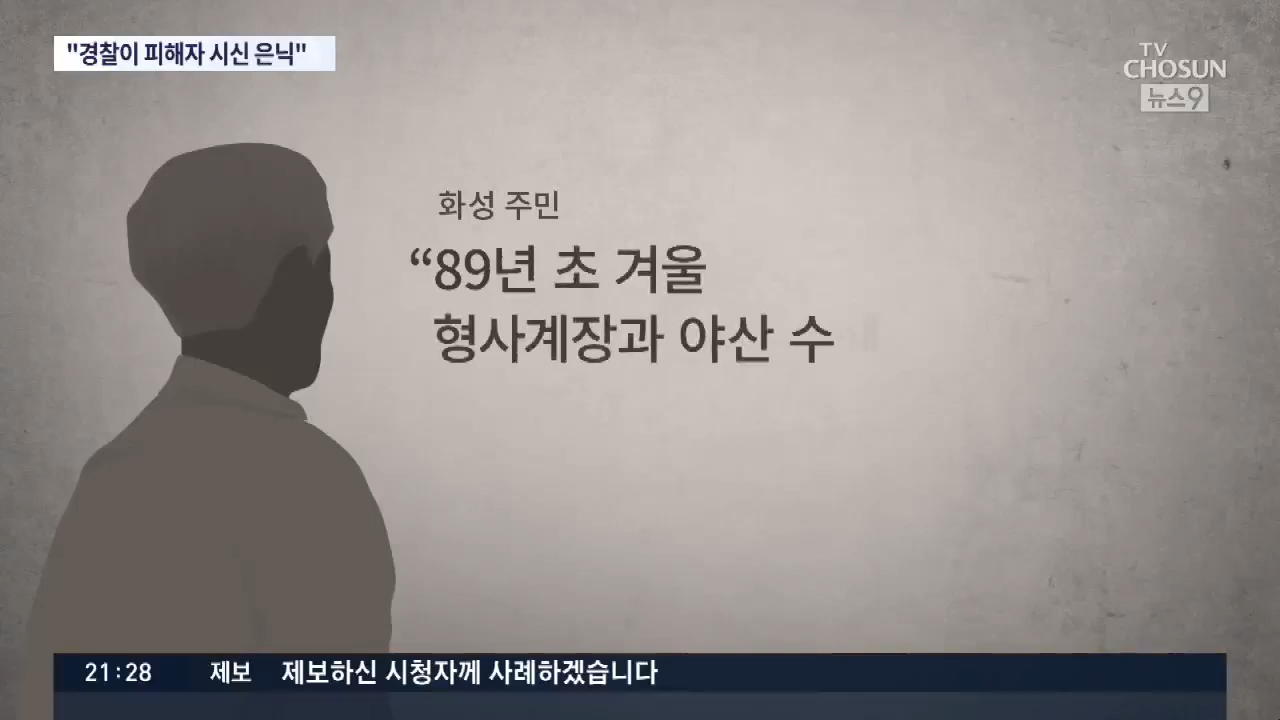 "경찰이 피해자 시신 은닉"
TV
CHOSUN
뉴스9
화성 주민
“89년 초 겨울
형사계장과 야산 수
21:28 제보 제보하신 시청자께 사례하겠습니다